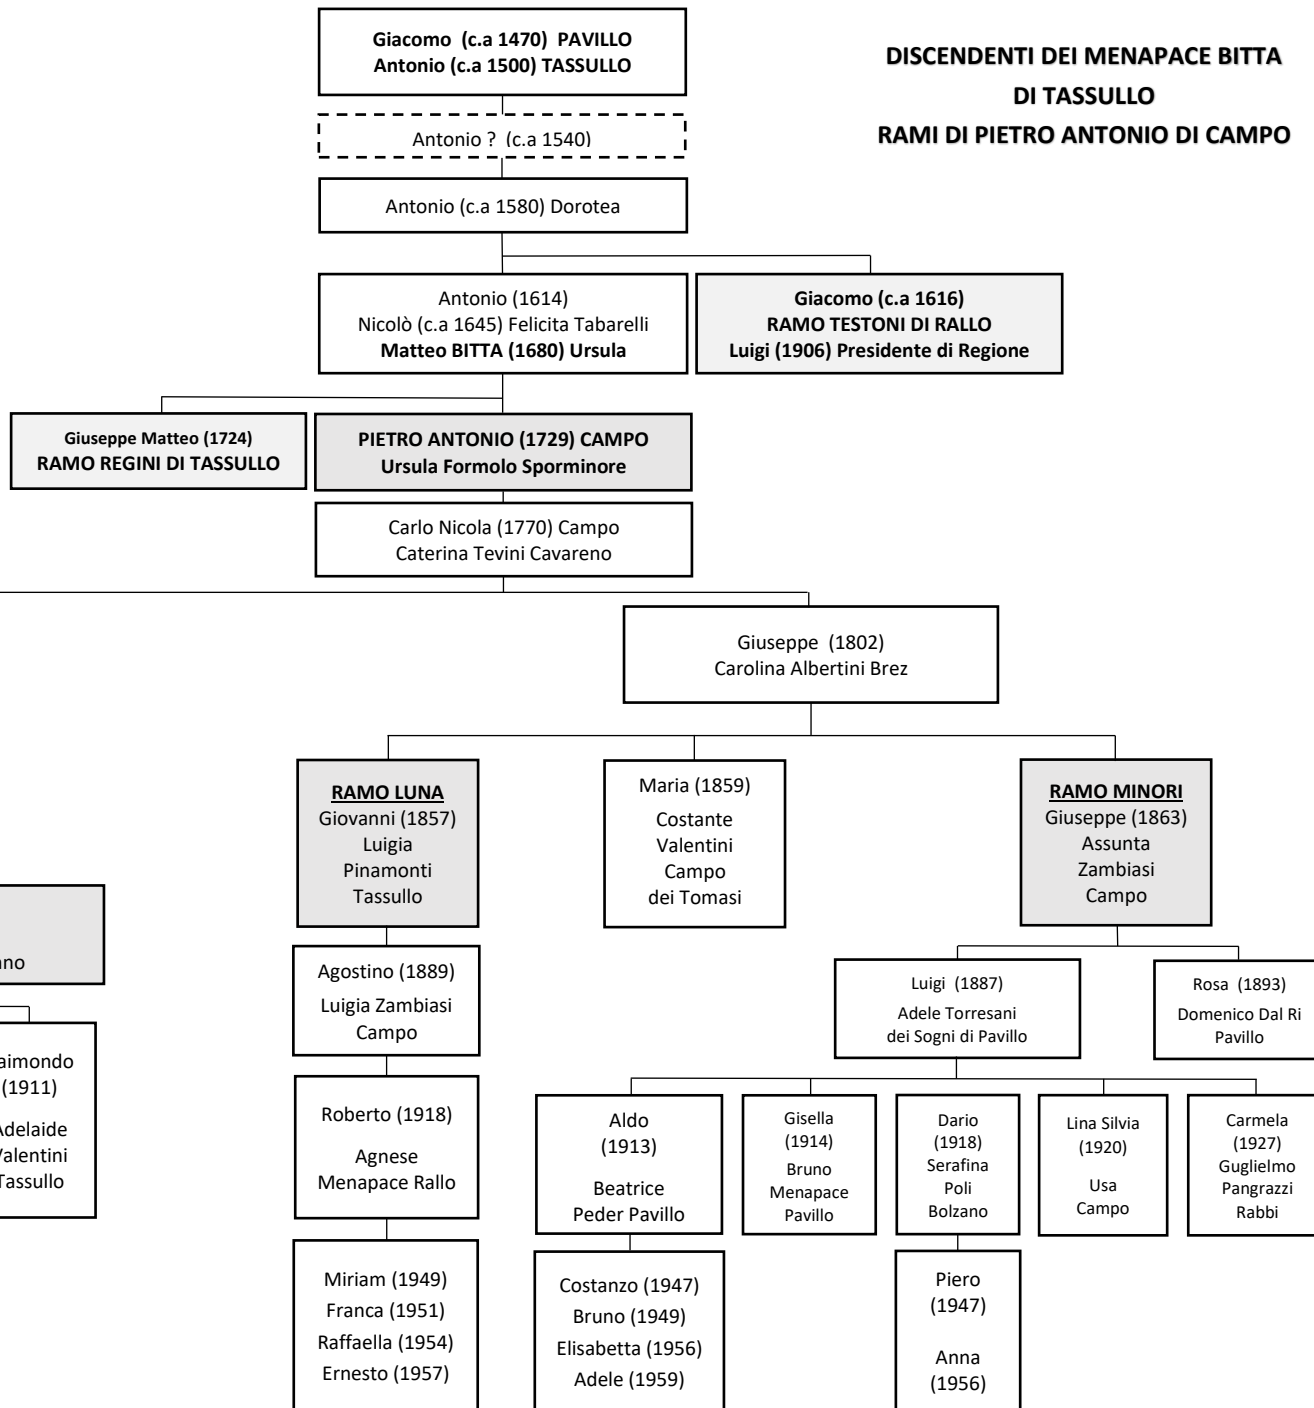 DISCENDENTI DEI MENAPACE BITTA
DI TASSULLO
RAMI DI PIETRO ANTONIO DI CAMPO
Giacomo (c.a 1470) PAVILLO
Antonio (c.a 1500) TASSULLO
Antonio ? (c.a 1540)
Antonio (c.a 1580) Dorotea
Antonio (1614)
Nicolò (c.a 1645) Felicita Tabarelli
Matteo BITTA (1680) Ursula
Giacomo (c.a 1616)
RAMO TESTONI DI RALLO
Luigi (1906) Presidente di Regione
Giuseppe Matteo (1724)
RAMO REGINI DI TASSULLO
PIETRO ANTONIO (1729) CAMPO
Ursula Formolo Sporminore
Carlo Nicola (1770) Campo
Caterina Tevini Cavareno
Giuseppe (1802)
Carolina Albertini Brez
RAMO LUNA
Giovanni (1857)
Luigia
Pinamonti
Tassullo
Maria (1859)
Costante
Valentini
Campo
dei Tomasi
RAMO MINORI
Giuseppe (1863)
Assunta
Zambiasi
Campo
ano
aimondo
(1911)
Adelaide
Valentini
Tassullo
Agostino (1889)
Luigia Zambiasi
Campo
Luigi (1887)
Adele Torresani
dei Sogni di Pavillo
Rosa (1893)
Domenico Dal Ri
Pavillo
Roberto (1918)
Agnese
Menapace Rallo
Aldo
(1913)
Beatrice
Peder Pavillo
Gisella
(1914)
Bruno
Menapace
Pavillo
Dario
(1918)
Serafina
Poli
Bolzano
Lina Silvia
(1920)
Usa
Campo
Carmela
(1927)
Guglielmo
Pangrazzi
Rabbi
Miriam (1949)
Franca (1951)
Raffaella (1954)
Ernesto (1957)
Costanzo (1947)
Bruno (1949)
Elisabetta (1956)
Adele (1959)
Piero
(1947)
Anna
(1956)